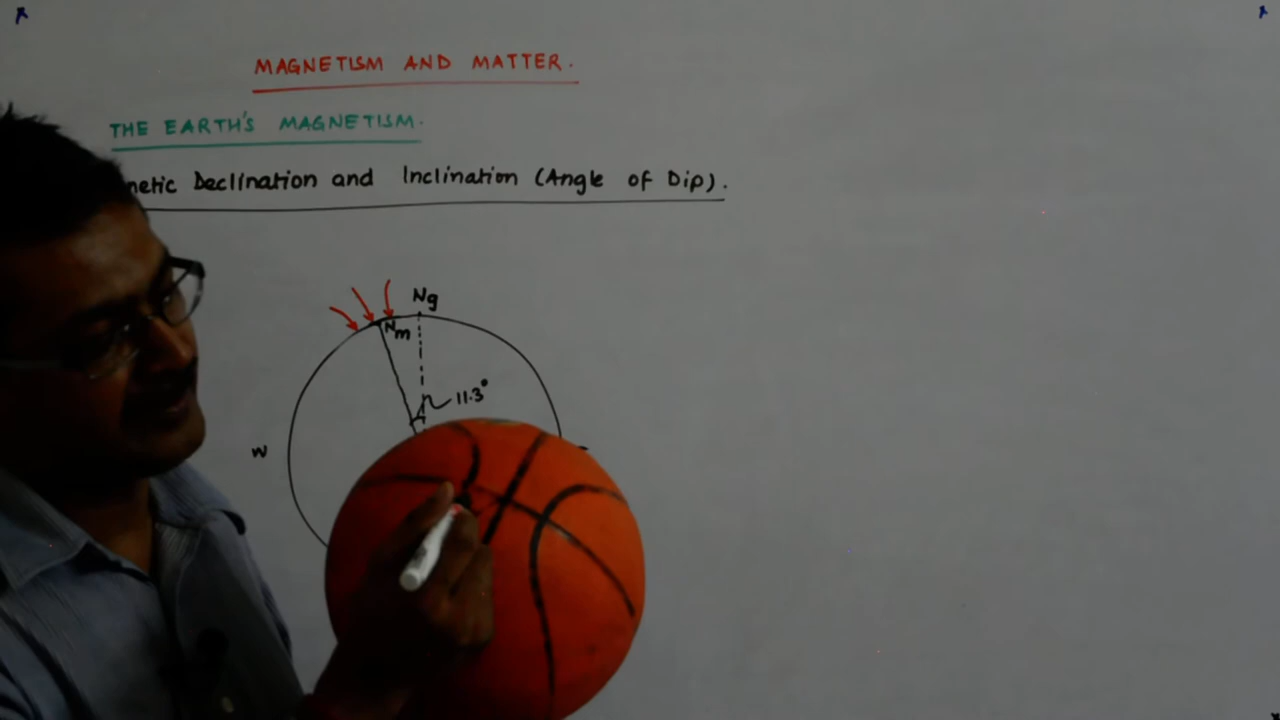 MAGNETISM AND MATTER.
THE EARTH'S MAGNETISM.
netic Declination and Inclination (Angle of Dip).
Ng
Nm
11.3°
W